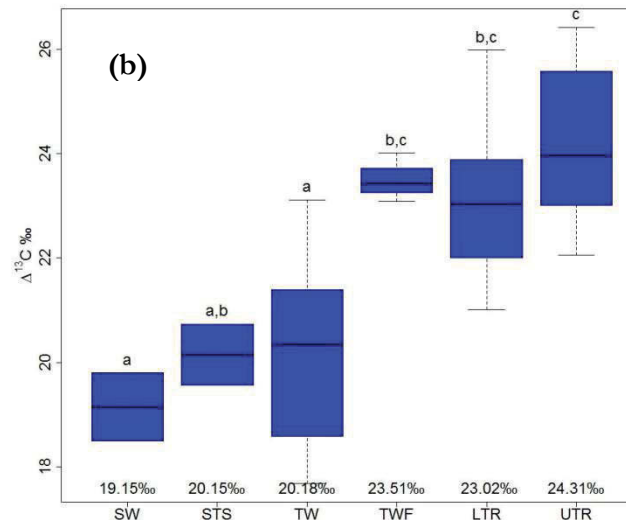 (b)
c
b,c
b,c
a
a,b
a
Δ ¹³C ‰
26
24
22
20
18
19.15‰ 20.15‰ 20.18‰ 23.51‰ 23.02‰ 24.31‰
SW STS TW TWF LTR UTR